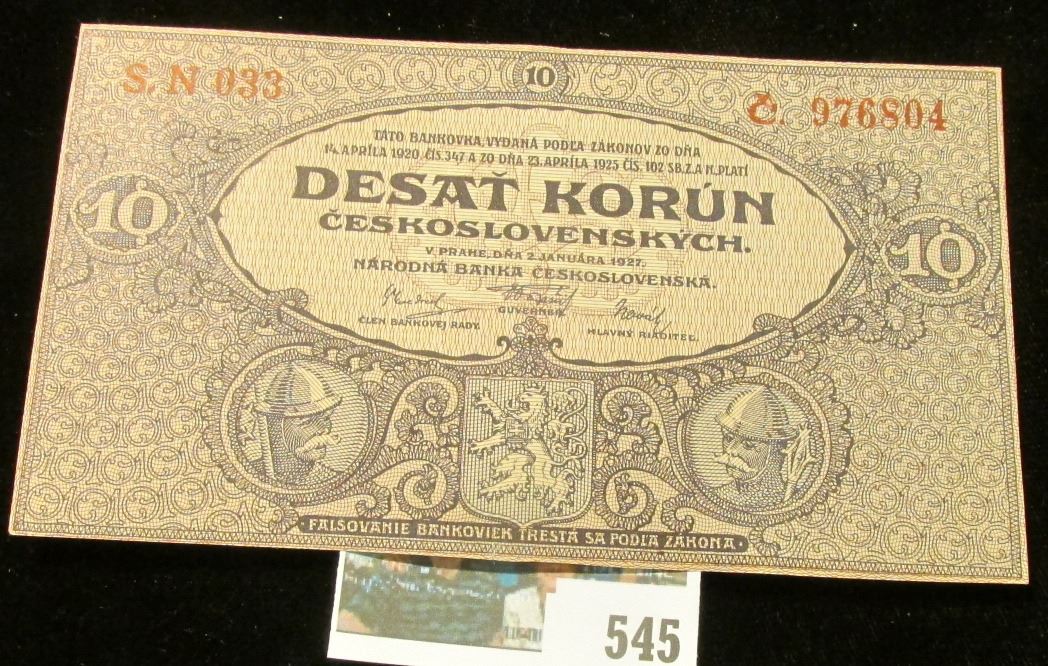 S. N 033
10
Č. 976804
TÁTO BANKOVKA, VYDANÁ PODĽA ZÁKONOV ZO DŇA
14. APRÍLA 1920 ČÍS. 347 A ZO DŇA 23. APRÍLA 1925 ČÍS. 102 SB. Z. A N. PLATÍ
DESAŤ KORÚN
ČESKOSLOVENSKÝCH.
V PRAHE, DŇA 2. JANUÁRA 1927.
NÁRODNÁ BANKA ČESKOSLOVENSKÁ.
10
10
ČLEN BANKOVEJ RADY.
GUVERNÉR.
HLAVNÝ RIADITEĽ.
· FALŠOVANIE BANKOVIEK TRESTÁ SA PODĽA ZÁKONA ·
545